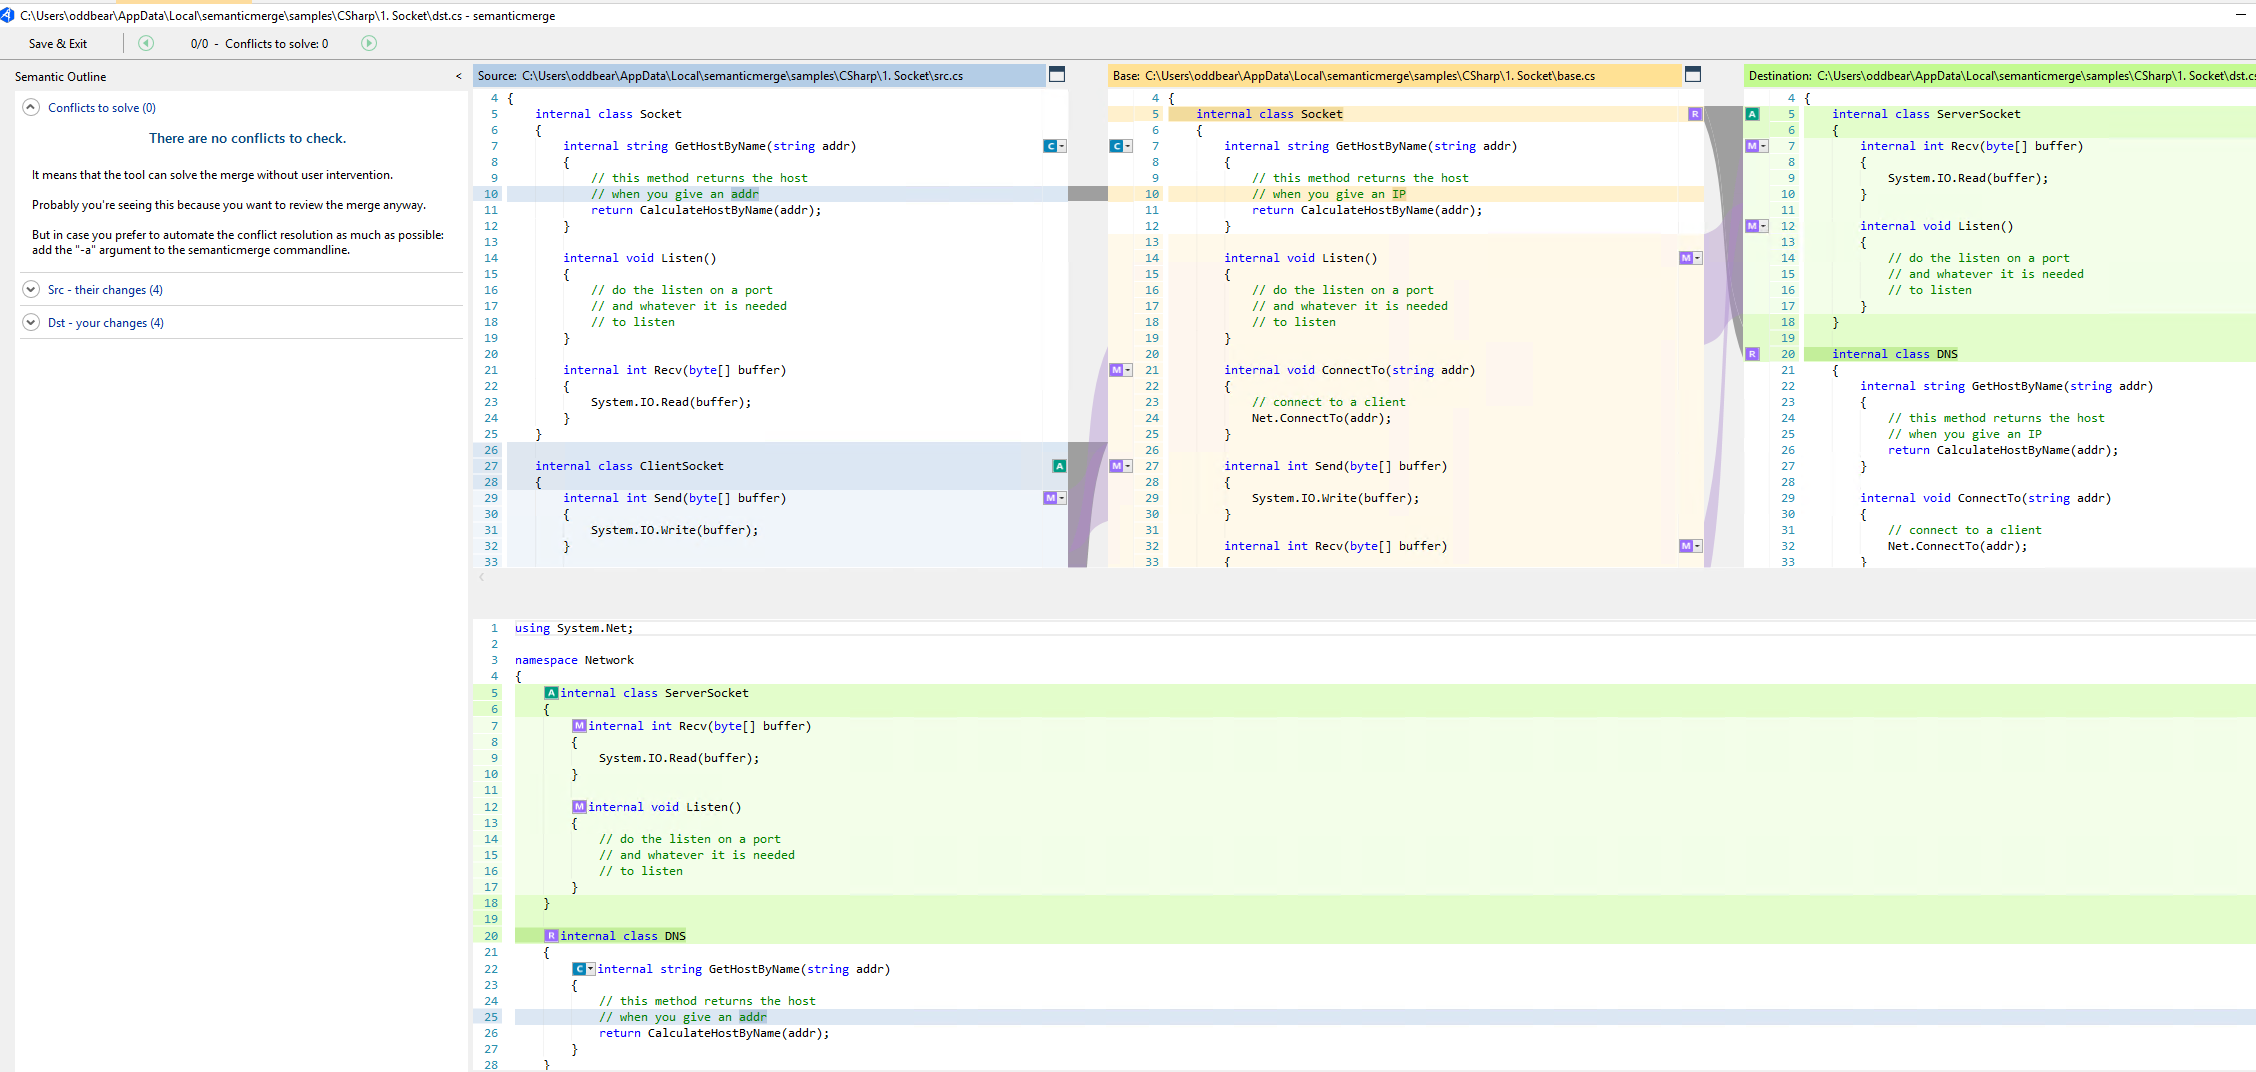 C:\Users\oddbear\AppData\Local\semanticmerge\samples\CSharp\1. Socket\dst.cs - semanticmerge
Save & Exit
0/0 - Conflicts to solve: 0
Semantic Outline
<
Conflicts to solve (0)
There are no conflicts to check.
It means that the tool can solve the merge without user intervention.
Probably you're seeing this because you want to review the merge anyway.
But in case you prefer to automate the conflict resolution as much as possible:
add the "-a" argument to the semanticmerge commandline.
Src - their changes (4)
Dst - your changes (4)
Source: C:\Users\oddbear\AppData\Local\semanticmerge\samples\CSharp\1. Socket\src.cs
4 {
5 internal class Socket
6 {
7 internal string GetHostByName(string addr) C
8 {
9 // this method returns the host
10 // when you give an addr
11 return CalculateHostByName(addr);
12 }
13
14 internal void Listen()
15 {
16 // do the listen on a port
17 // and whatever it is needed
18 // to listen
19 }
20
21 internal int Recv(byte[] buffer)
22 {
23 System.IO.Read(buffer);
24 }
25 }
26
27 internal class ClientSocket A
28 {
29 internal int Send(byte[] buffer) M
30 {
31 System.IO.Write(buffer);
32 }
33
Base: C:\Users\oddbear\AppData\Local\semanticmerge\samples\CSharp\1. Socket\base.cs
4 {
5 internal class Socket R
6 {
C 7 internal string GetHostByName(string addr)
8 {
9 // this method returns the host
10 // when you give an IP
11 return CalculateHostByName(addr);
12 }
13
14 internal void Listen() M
15 {
16 // do the listen on a port
17 // and whatever it is needed
18 // to listen
19 }
20
M 21 internal void ConnectTo(string addr)
22 {
23 // connect to a client
24 Net.ConnectTo(addr);
25 }
26
M 27 internal int Send(byte[] buffer)
28 {
29 System.IO.Write(buffer);
30 }
31
32 internal int Recv(byte[] buffer) M
33 {
Destination: C:\Users\oddbear\AppData\Local\semanticmerge\samples\CSharp\1. Socket\dst.cs
4 {
A 5 internal class ServerSocket
6 {
M 7 internal int Recv(byte[] buffer)
8 {
9 System.IO.Read(buffer);
10 }
11
M 12 internal void Listen()
13 {
14 // do the listen on a port
15 // and whatever it is needed
16 // to listen
17 }
18 }
19
R 20 internal class DNS
21 {
22 internal string GetHostByName(string addr)
23 {
24 // this method returns the host
25 // when you give an IP
26 return CalculateHostByName(addr);
27 }
28
29 internal void ConnectTo(string addr)
30 {
31 // connect to a client
32 Net.ConnectTo(addr);
33 }
1 using System.Net;
2
3 namespace Network
4 {
5 A internal class ServerSocket
6 {
7 M internal int Recv(byte[] buffer)
8 {
9 System.IO.Read(buffer);
10 }
11
12 M internal void Listen()
13 {
14 // do the listen on a port
15 // and whatever it is needed
16 // to listen
17 }
18 }
19
20 R internal class DNS
21 {
22 C internal string GetHostByName(string addr)
23 {
24 // this method returns the host
25 // when you give an addr
26 return CalculateHostByName(addr);
27 }
28 }